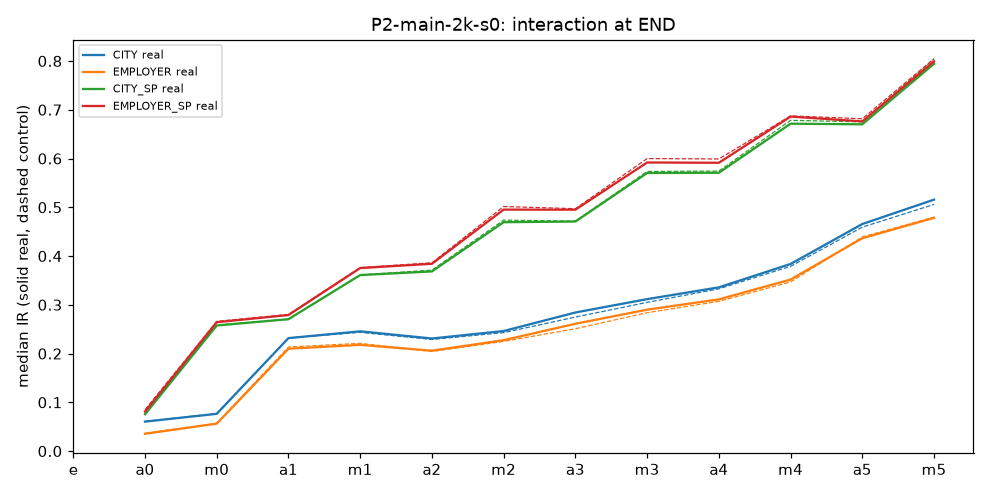 P2-main-2k-s0: interaction at END
CITY real
EMPLOYER real
CITY_SP real
EMPLOYER_SP real
median IR (solid real, dashed control)
0.8
0.7
0.6
0.5
0.4
0.3
0.2
0.1
0.0
e a0 m0 a1 m1 a2 m2 a3 m3 a4 m4 a5 m5